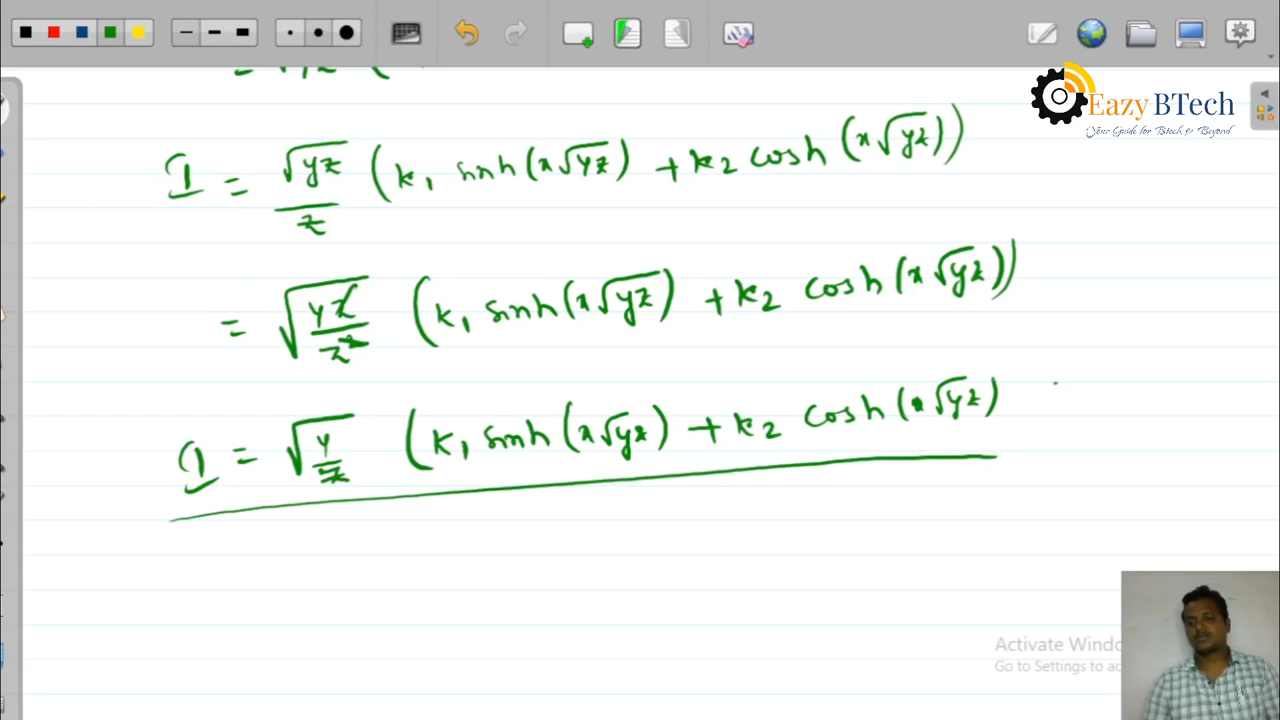 Eazy BTech
Your Guide for Btech & Beyond
I = √yz / z (k₁ sinh (x√yz) + k₂ cosh (x√yz))
= √(yz / z²) (k₁ sinh (x√yz) + k₂ cosh (x√yz))
I = √(y / z) (k₁ sinh (x√yz) + k₂ cosh (x√yz)
Activate Windo
Go to Settings to ac